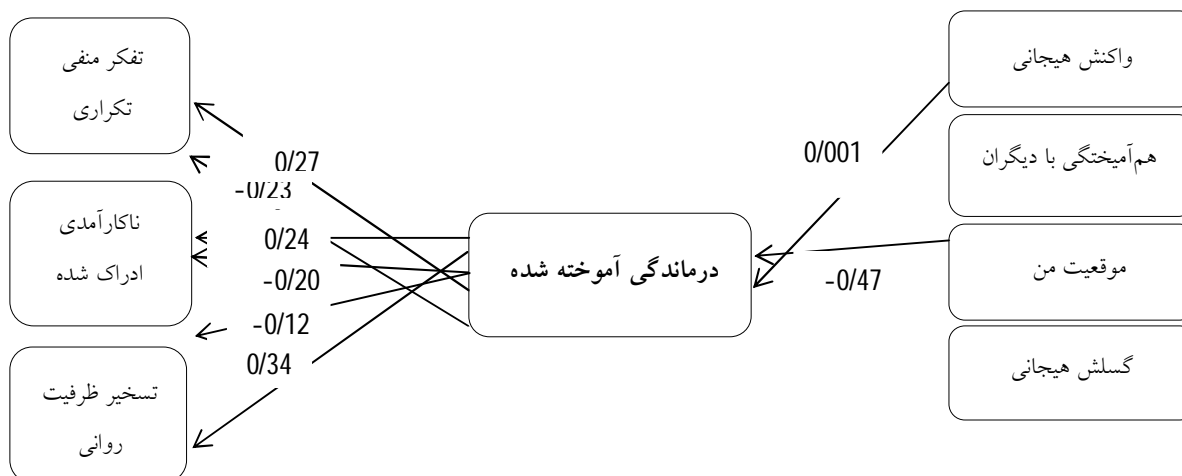 واکنش هیجانی
هم‌آمیختگی با دیگران
موقعیت من
گسلش هیجانی
0/001
-0/47
درماندگی آموخته شده
0/27
-0/23
0/24
-0/20
-0/12
0/34
تفکر منفی
تکراری
ناکارآمدی
ادراک شده
تسخیر ظرفیت
روانی